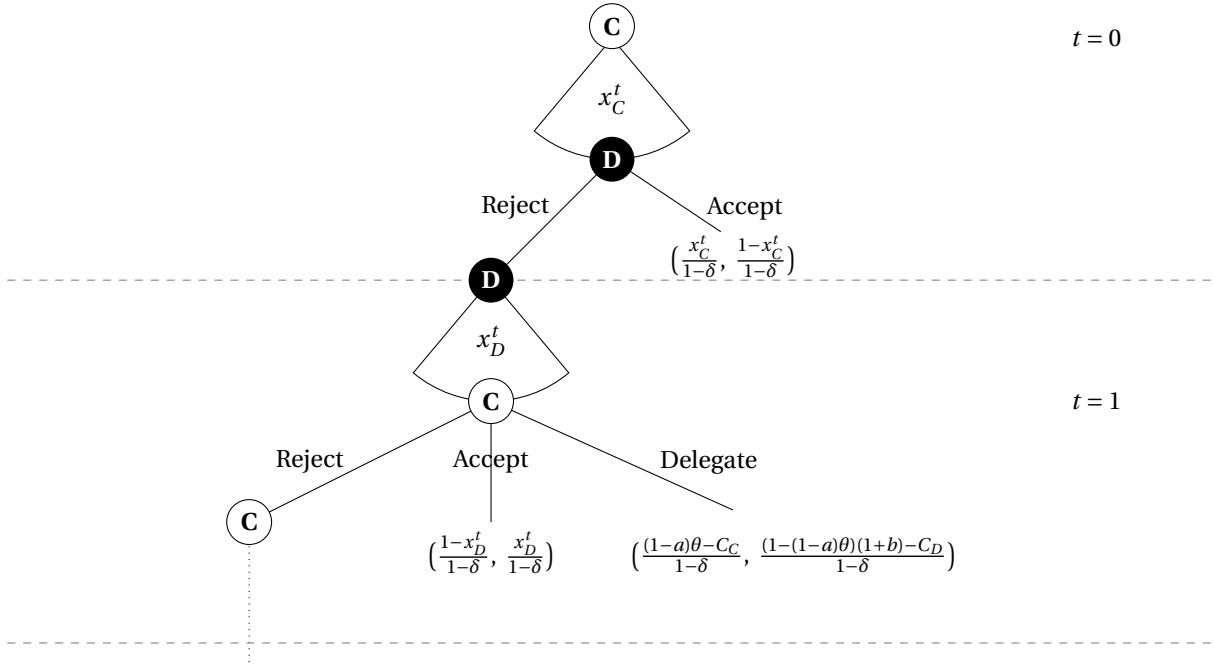 C
t = 0
x_C^t
D
Reject
Accept
(x_C^t/(1−δ), (1−x_C^t)/(1−δ))
D
x_D^t
C
t = 1
Reject
Accept
Delegate
C
((1−x_D^t)/(1−δ), x_D^t/(1−δ))
(((1−a)θ−C_C)/(1−δ), ((1−(1−a)θ)(1+b)−C_D)/(1−δ))